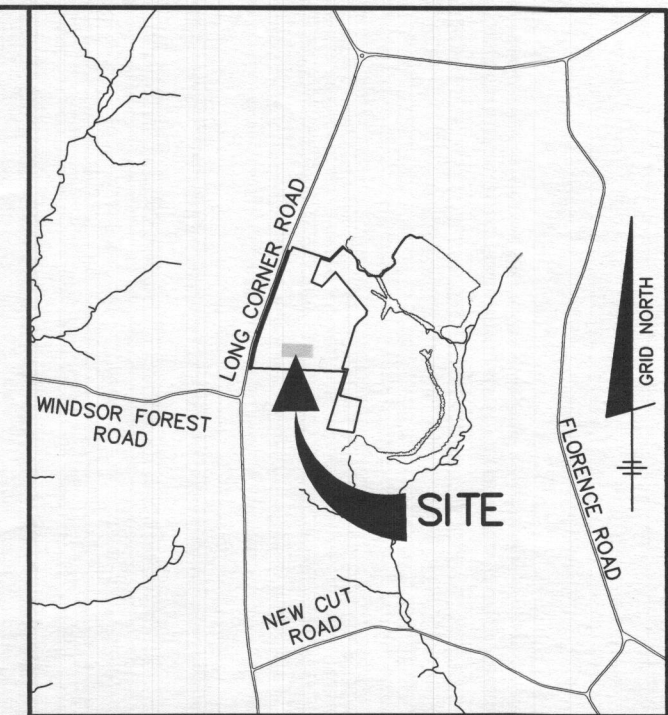 LONG CORNER ROAD
GRID NORTH
WINDSOR FOREST
ROAD
FLORENCE ROAD
SITE
NEW CUT
ROAD